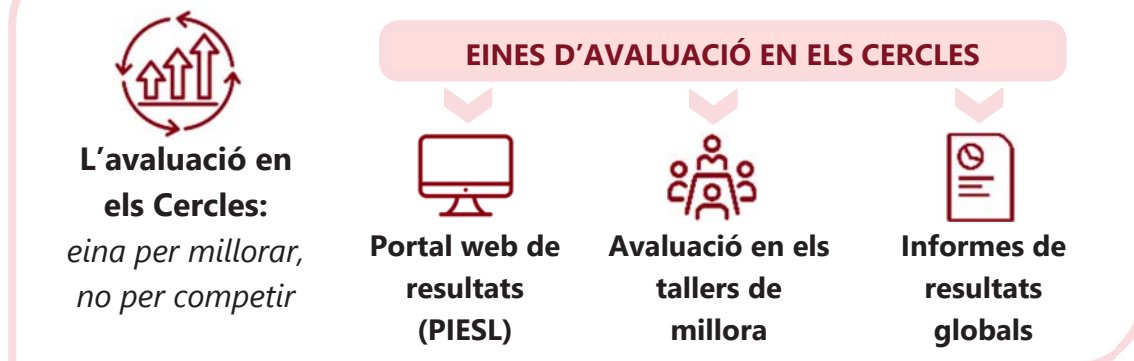 L’avaluació en
els Cercles:
eina per millorar,
no per competir
EINES D’AVALUACIÓ EN ELS CERCLES
Portal web de
resultats
(PIESL)
Avaluació en els
tallers de
millora
Informes de
resultats
globals